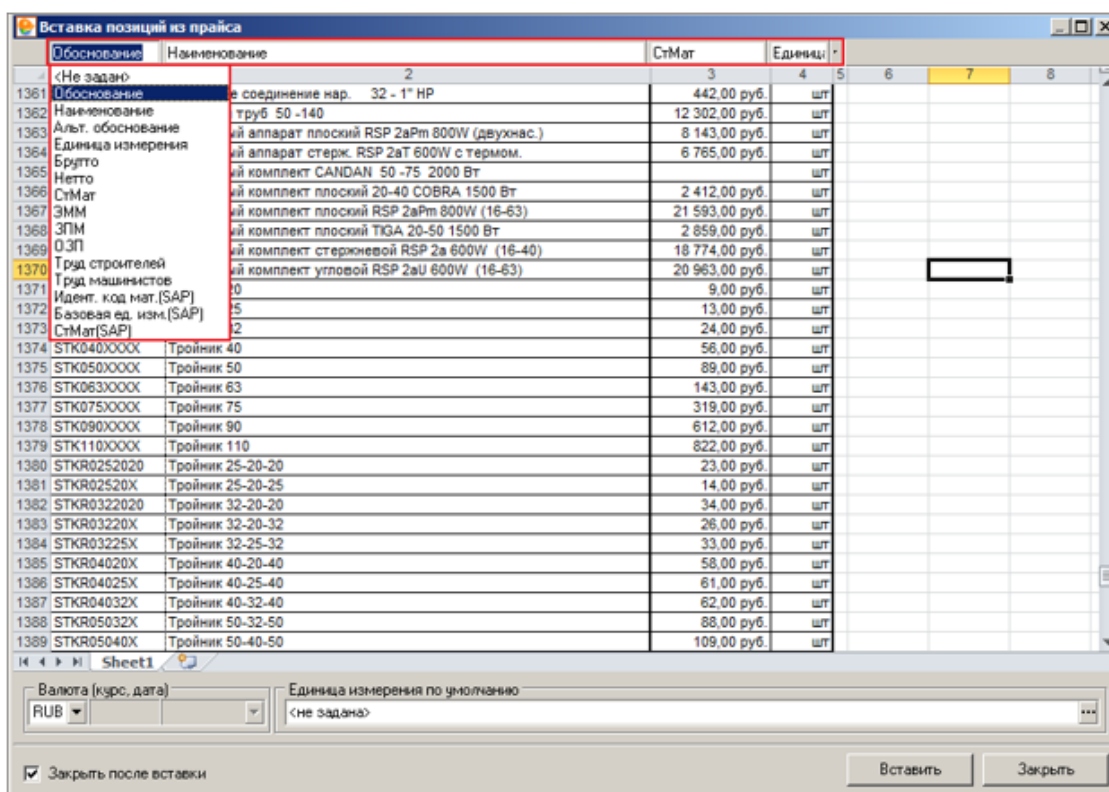 Вставка позиций из прайса
Обоснование Наименование СтМат Единица
2 3 4 5 6 7 8
<Не задан>
Обоснование
Наименование
Альт. обоснование
Единица измерения
Брутто
Нетто
СтМат
ЭММ
ЗПМ
ОЗП
Труд строителей
Труд машинистов
Идент. код мат.(SAP)
Базовая ед. изм.(SAP)
СтМат(SAP)
1361 е соединение нар. 32 - 1" НР 442,00 руб. шт
1362 труб 50 -140 12 302,00 руб. шт
1363 ый аппарат плоский RSP 2aPm 800W (двухнас.) 8 143,00 руб. шт
1364 ый аппарат стерж. RSP 2aT 600W с термом. 6 765,00 руб. шт
1365 ый комплект CANDAN 50 -75 2000 Вт шт
1366 ый комплект плоский 20-40 COBRA 1500 Вт 2 412,00 руб. шт
1367 ый комплект плоский RSP 2aPm 800W (16-63) 21 593,00 руб. шт
1368 ый комплект плоский TIGA 20-50 1500 Вт 2 859,00 руб. шт
1369 ый комплект стержневой RSP 2a 600W (16-40) 18 774,00 руб. шт
1370 ый комплект угловой RSP 2aU 600W (16-63) 20 963,00 руб. шт
1371 20 9,00 руб. шт
1372 25 13,00 руб. шт
1373 32 24,00 руб. шт
1374 STK040XXXX Тройник 40 56,00 руб. шт
1375 STK050XXXX Тройник 50 89,00 руб. шт
1376 STK063XXXX Тройник 63 143,00 руб. шт
1377 STK075XXXX Тройник 75 319,00 руб. шт
1378 STK090XXXX Тройник 90 612,00 руб. шт
1379 STK110XXXX Тройник 110 822,00 руб. шт
1380 STKR0252020 Тройник 25-20-20 23,00 руб. шт
1381 STKR02520X Тройник 25-20-25 14,00 руб. шт
1382 STKR0322020 Тройник 32-20-20 34,00 руб. шт
1383 STKR03220X Тройник 32-20-32 26,00 руб. шт
1384 STKR03225X Тройник 32-25-32 33,00 руб. шт
1385 STKR04020X Тройник 40-20-40 58,00 руб. шт
1386 STKR04025X Тройник 40-25-40 61,00 руб. шт
1387 STKR04032X Тройник 40-32-40 62,00 руб. шт
1388 STKR05032X Тройник 50-32-50 88,00 руб. шт
1389 STKR05040X Тройник 50-40-50 109,00 руб. шт
Sheet1
Валюта (курс, дата) Единица измерения по умолчанию
RUB <не задана> ...
Закрыть после вставки Вставить Закрыть